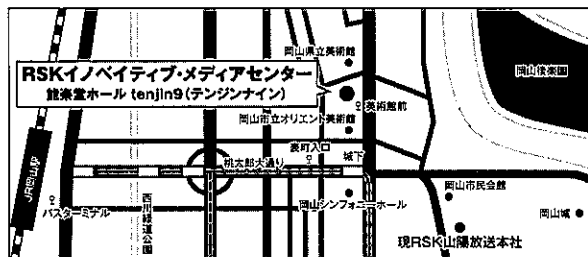 岡山県立美術館
RSKイノベイティブ・メディアセンター
能楽堂ホール tenjin9(テンジンナイン)
岡山後楽園
美術館前
岡山市立オリエント美術館
表町入口
城下
桃太郎大通り
JR岡山駅
バスターミナル
西川緑道公園
岡山シンフォニーホール
岡山市民会館
岡山城
現RSK山陽放送本社